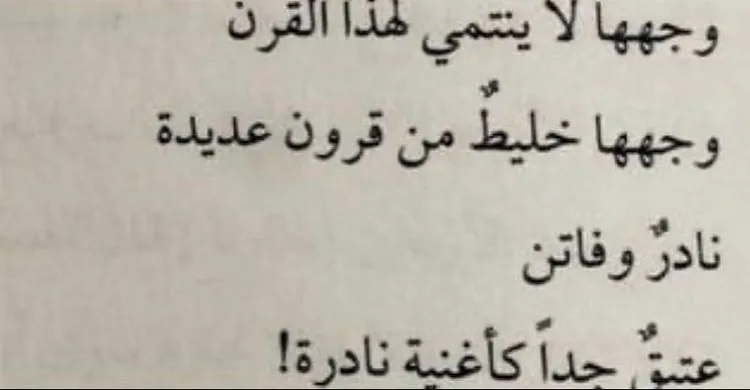 وجهها لا ينتمي لهذا القرن
وجهها خليطٌ من قرون عديدة
نادرٌ وفاتن
عتيقٌ جداً كأغنية نادرة!